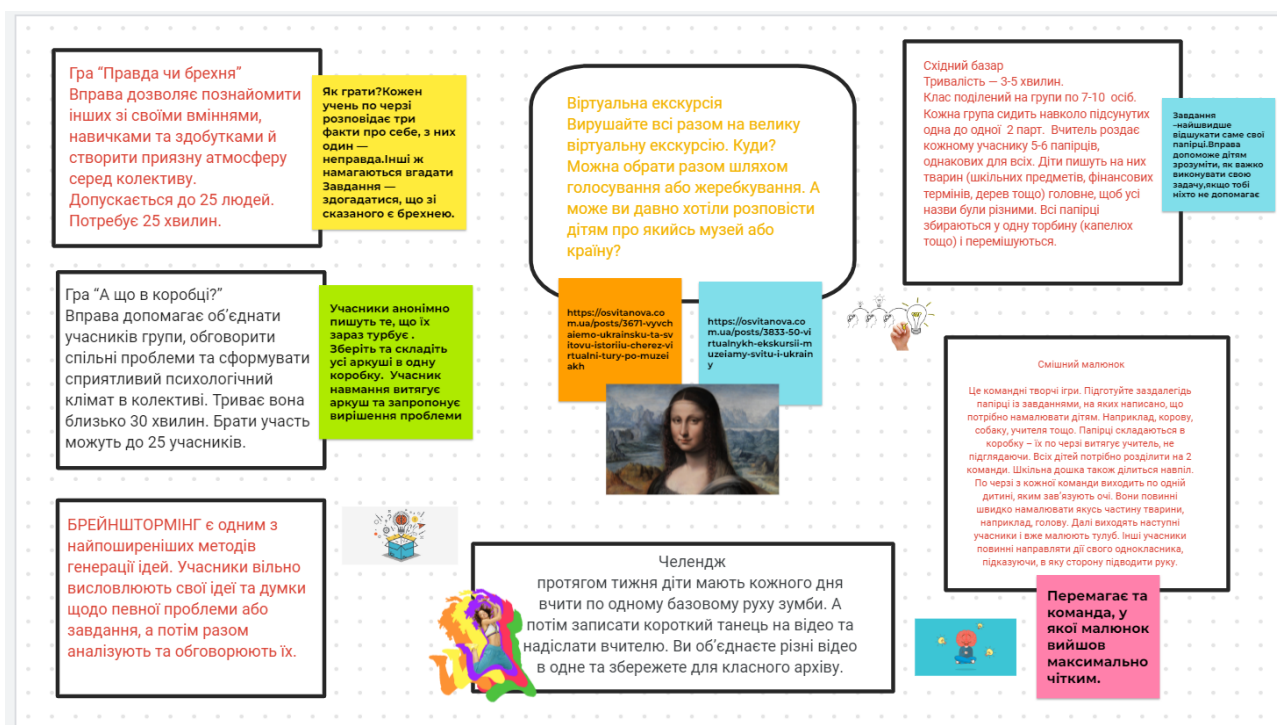 Гра “Правда чи брехня”
Вправа дозволяє познайомити
інших зі своїми вміннями,
навичками та здобутками й
створити приязну атмосферу
серед колективу.
Допускається до 25 людей.
Потребує 25 хвилин.
Як грати?Кожен
учень по черзі
розповідає три
факти про себе, з них
один —
неправда.Інші ж
намагаються вгадати
Завдання —
здогадатися, що зі
сказаного є брехнею.
Віртуальна екскурсія
Вирушайте всі разом на велику
віртуальну екскурсію. Куди?
Можна обрати разом шляхом
голосування або жеребкування. А
може ви давно хотіли розповісти
дітям про якийсь музей або
країну?
https://osvitanova.co
m.ua/posts/3671-vyvch
aiemo-ukrainsku-ta-sv
itovu-istoriiu-cherez-vi
rtualni-tury-po-muzei
akh
https://osvitanova.co
m.ua/posts/3833-50-vi
rtualnykh-ekskursii-m
uzeiamy-svitu-i-ukrain
y
Східний базар
Тривалість — 3-5 хвилин.
Клас поділений на групи по 7-10 осіб.
Кожна група сидить навколо підсунутих
одна до одної 2 парт. Вчитель роздає
кожному учаснику 5-6 папірців,
однакових для всіх. Діти пишуть на них
тварин (шкільних предметів, фінансових
термінів, дерев тощо) головне, щоб усі
назви були різними. Всі папірці
збираються у одну торбину (капелюх
тощо) і перемішуються.
Завдання
–найшвидше
відшукати саме свої
папірці.Вправа
допоможе дітям
зрозуміти, як важко
виконувати свою
задачу,якщо тобі
ніхто не допомагає
Гра “А що в коробці?”
Вправа допомагає об’єднати
учасників групи, обговорити
спільні проблеми та сформувати
сприятливий психологічний
клімат в колективі. Триває вона
близько 30 хвилин. Брати участь
можуть до 25 учасників.
Учасники анонімно
пишуть те, що їх
зараз турбує .
Зберіть та складіть
усі аркуші в одну
коробку. Учасник
навмання витягує
аркуш та запропонує
вирішення проблеми
Смішний малюнок
Це командні творчі ігри. Підготуйте заздалегідь
папірці із завданнями, на яких написано, що
потрібно намалювати дітям. Наприклад, корову,
собаку, учителя тощо. Папірці складаються в
коробку – їх по черзі витягує учитель, не
підглядаючи. Всіх дітей потрібно розділити на 2
команди. Шкільна дошка також ділиться навпіл.
По черзі з кожної команди виходить по одній
дитині, яким зав’язують очі. Вони повинні
швидко намалювати якусь частину тварини,
наприклад, голову. Далі виходять наступні
учасники і вже малюють тулуб. Інші учасники
повинні направляти дії свого однокласника,
підказуючи, в яку сторону підводити руку.
Перемагає та
команда, у
якої малюнок
вийшов
максимально
чітким.
БРЕЙНШТОРМІНГ є одним з
найпоширеніших методів
генерації ідей. Учасники вільно
висловлюють свої ідеї та думки
щодо певної проблеми або
завдання, а потім разом
аналізують та обговорюють їх.
Челендж
протягом тижня діти мають кожного дня
вчити по одному базовому руху зумби. А
потім записати короткий танець на відео та
надіслати вчителю. Ви об’єднаєте різні відео
в одне та збережете для класного архіву.